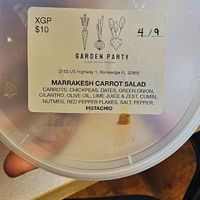 XGP
$10
4/9
GARDEN PARTY
2153 US Highway 1, Rockledge FL 32955
MARRAKESH CARROT SALAD
CARROTS, CHICKPEAS, DATES, GREEN ONION,
CILANTRO, OLIVE OIL, LIME JUICE & ZEST, CUMIN,
NUTMEG, RED PEPPER FLAKES, SALT, PEPPER,
PISTACHIO